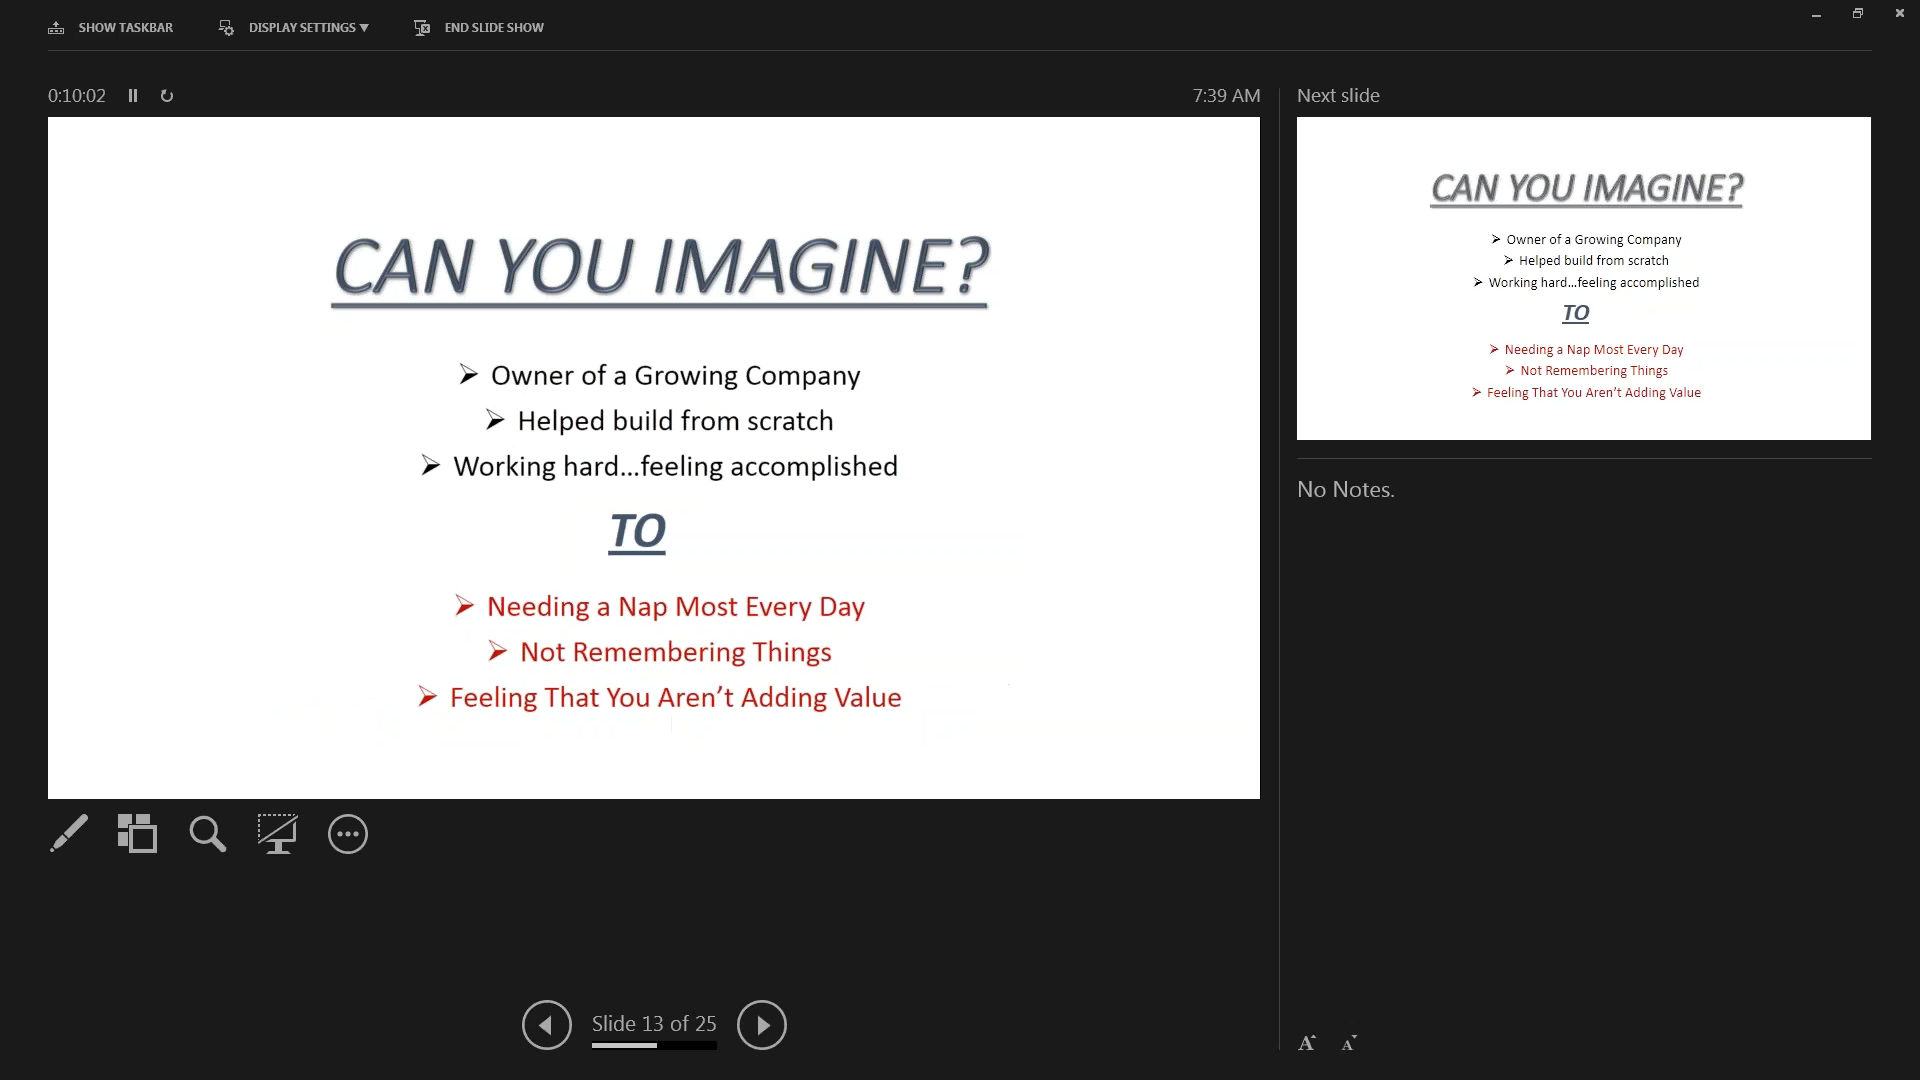 SHOW TASKBAR DISPLAY SETTINGS ▼ END SLIDE SHOW
0:10:02 7:39 AM Next slide
CAN YOU IMAGINE?
➢ Owner of a Growing Company
➢ Helped build from scratch
➢ Working hard...feeling accomplished
TO
➢ Needing a Nap Most Every Day
➢ Not Remembering Things
➢ Feeling That You Aren’t Adding Value
CAN YOU IMAGINE?
➢ Owner of a Growing Company
➢ Helped build from scratch
➢ Working hard...feeling accomplished
TO
➢ Needing a Nap Most Every Day
➢ Not Remembering Things
➢ Feeling That You Aren’t Adding Value
No Notes.
Slide 13 of 25
A A